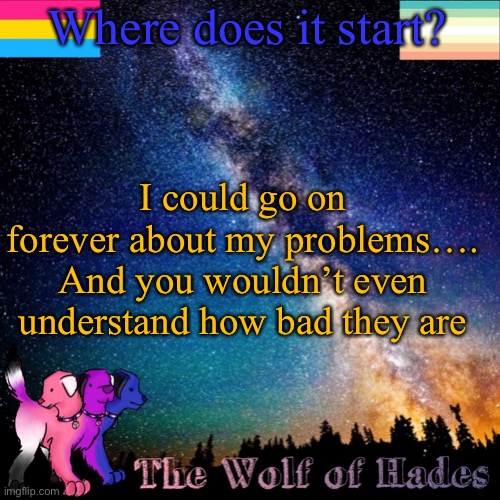 Where does it start?
I could go on
forever about my problems….
And you wouldn’t even
understand how bad they are
The Wolf of Hades
imgflip.com